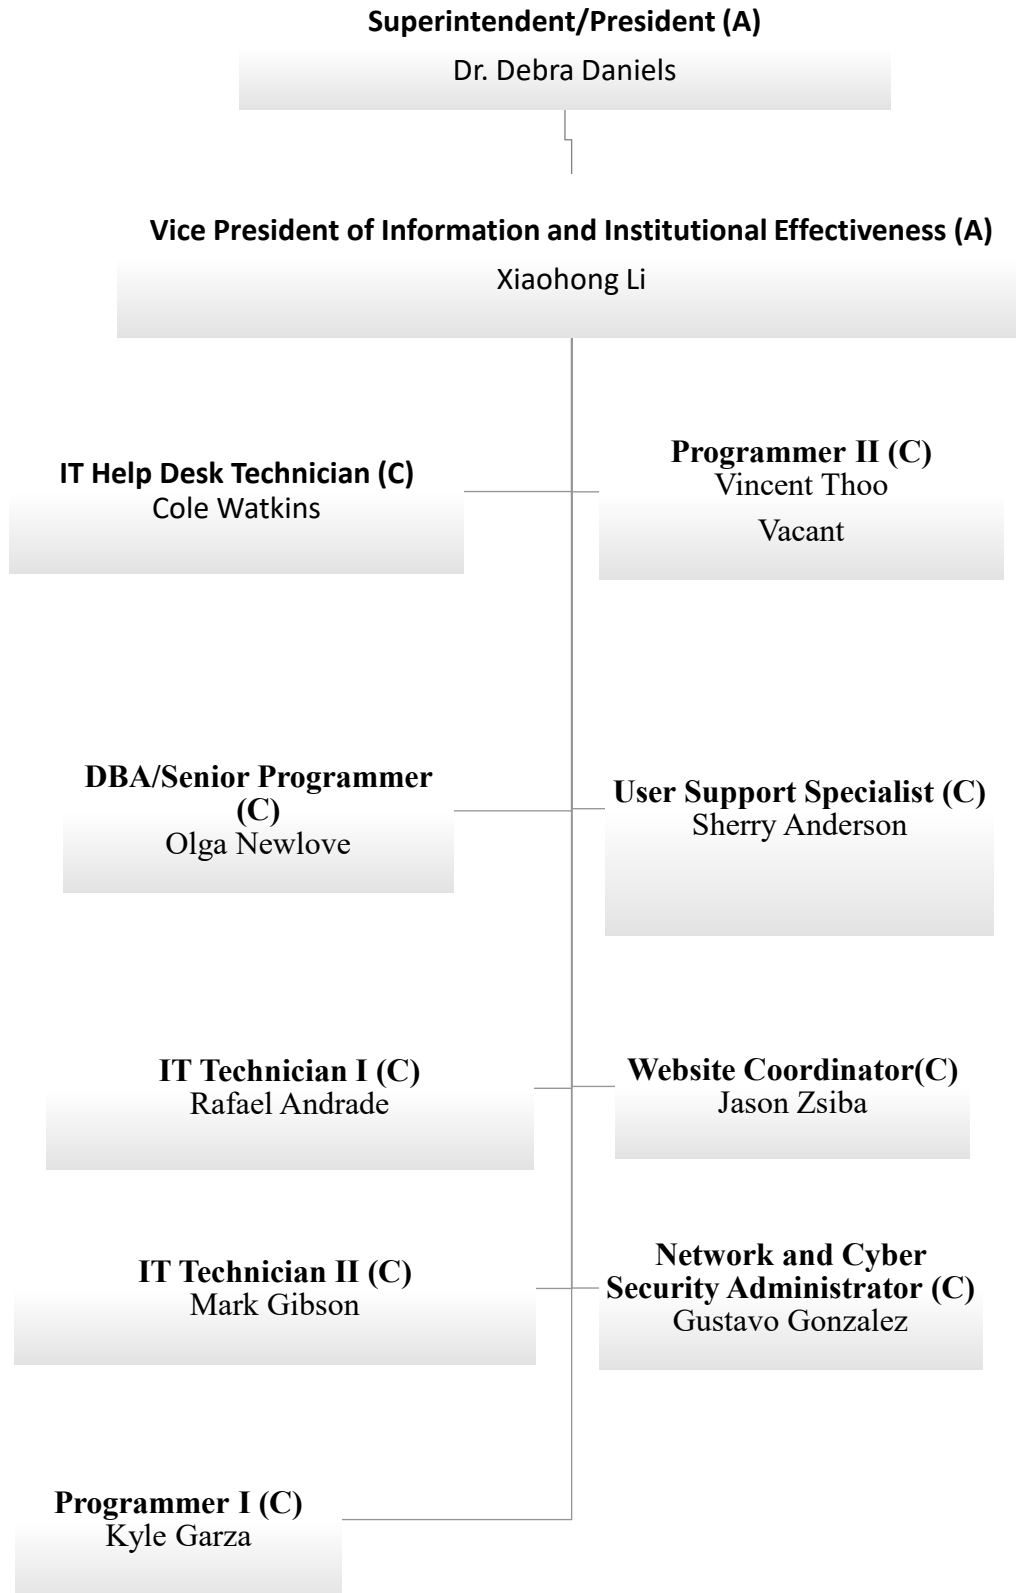 Superintendent/President (A)
Dr. Debra Daniels
Vice President of Information and Institutional Effectiveness (A)
Xiaohong Li
IT Help Desk Technician (C)
Cole Watkins
Programmer II (C)
Vincent Thoo
Vacant
DBA/Senior Programmer
(C)
Olga Newlove
User Support Specialist (C)
Sherry Anderson
IT Technician I (C)
Rafael Andrade
Website Coordinator(C)
Jason Zsiba
IT Technician II (C)
Mark Gibson
Network and Cyber
Security Administrator (C)
Gustavo Gonzalez
Programmer I (C)
Kyle Garza